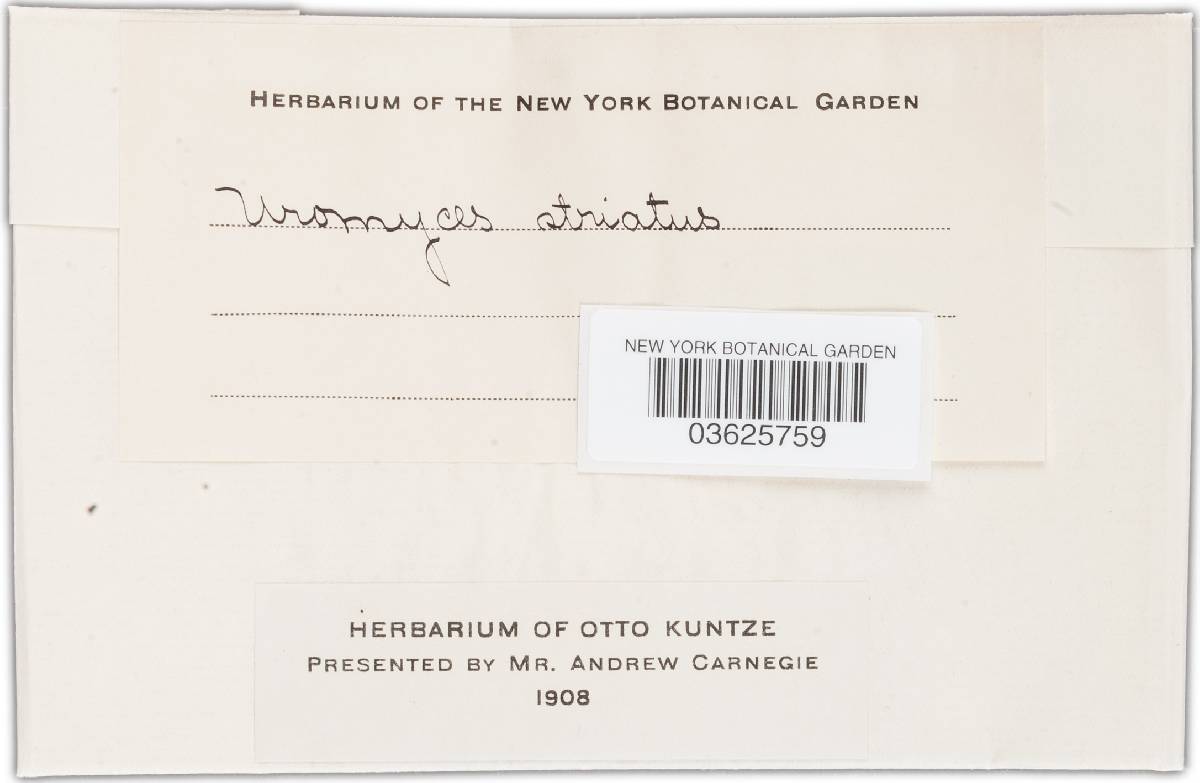 HERBARIUM OF THE NEW YORK BOTANICAL GARDEN
Uromyces striatus
NEW YORK BOTANICAL GARDEN
03625759
HERBARIUM OF OTTO KUNTZE
PRESENTED BY MR. ANDREW CARNEGIE
1908